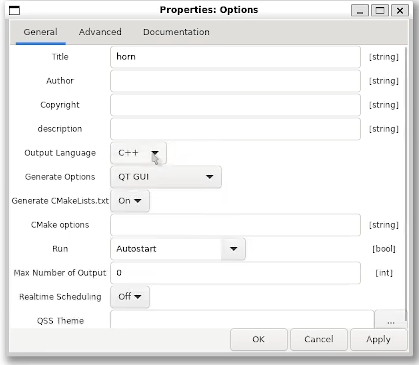 Properties: Options
General Advanced Documentation
Title horn [string]
Author [string]
Copyright [string]
description [string]
Output Language C++
Generate Options QT GUI
Generate CMakeLists.txt On
CMake options [string]
Run Autostart [bool]
Max Number of Output 0 [int]
Realtime Scheduling Off
QSS Theme ...
OK Cancel Apply